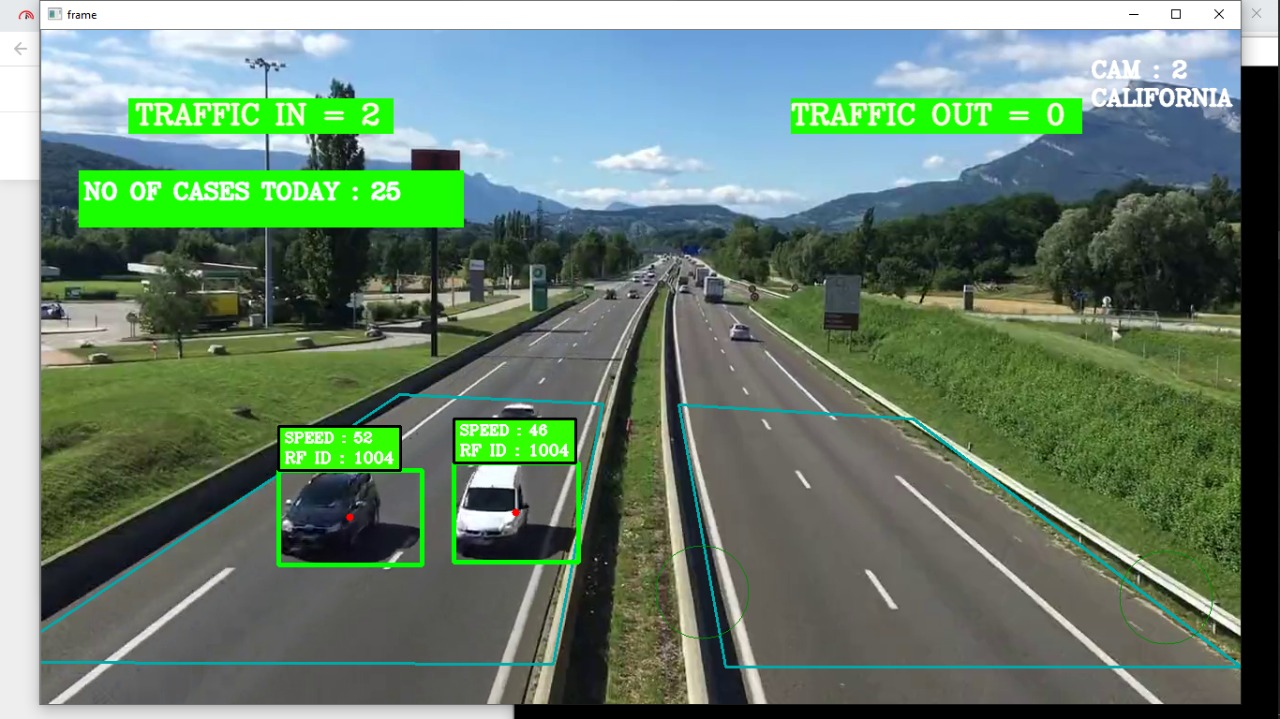 frame
CAM : 2
CALIFORNIA
TRAFFIC IN = 2
TRAFFIC OUT = 0
NO OF CASES TODAY : 25
SPEED : 52
RF ID : 1004
SPEED : 46
RF ID : 1004